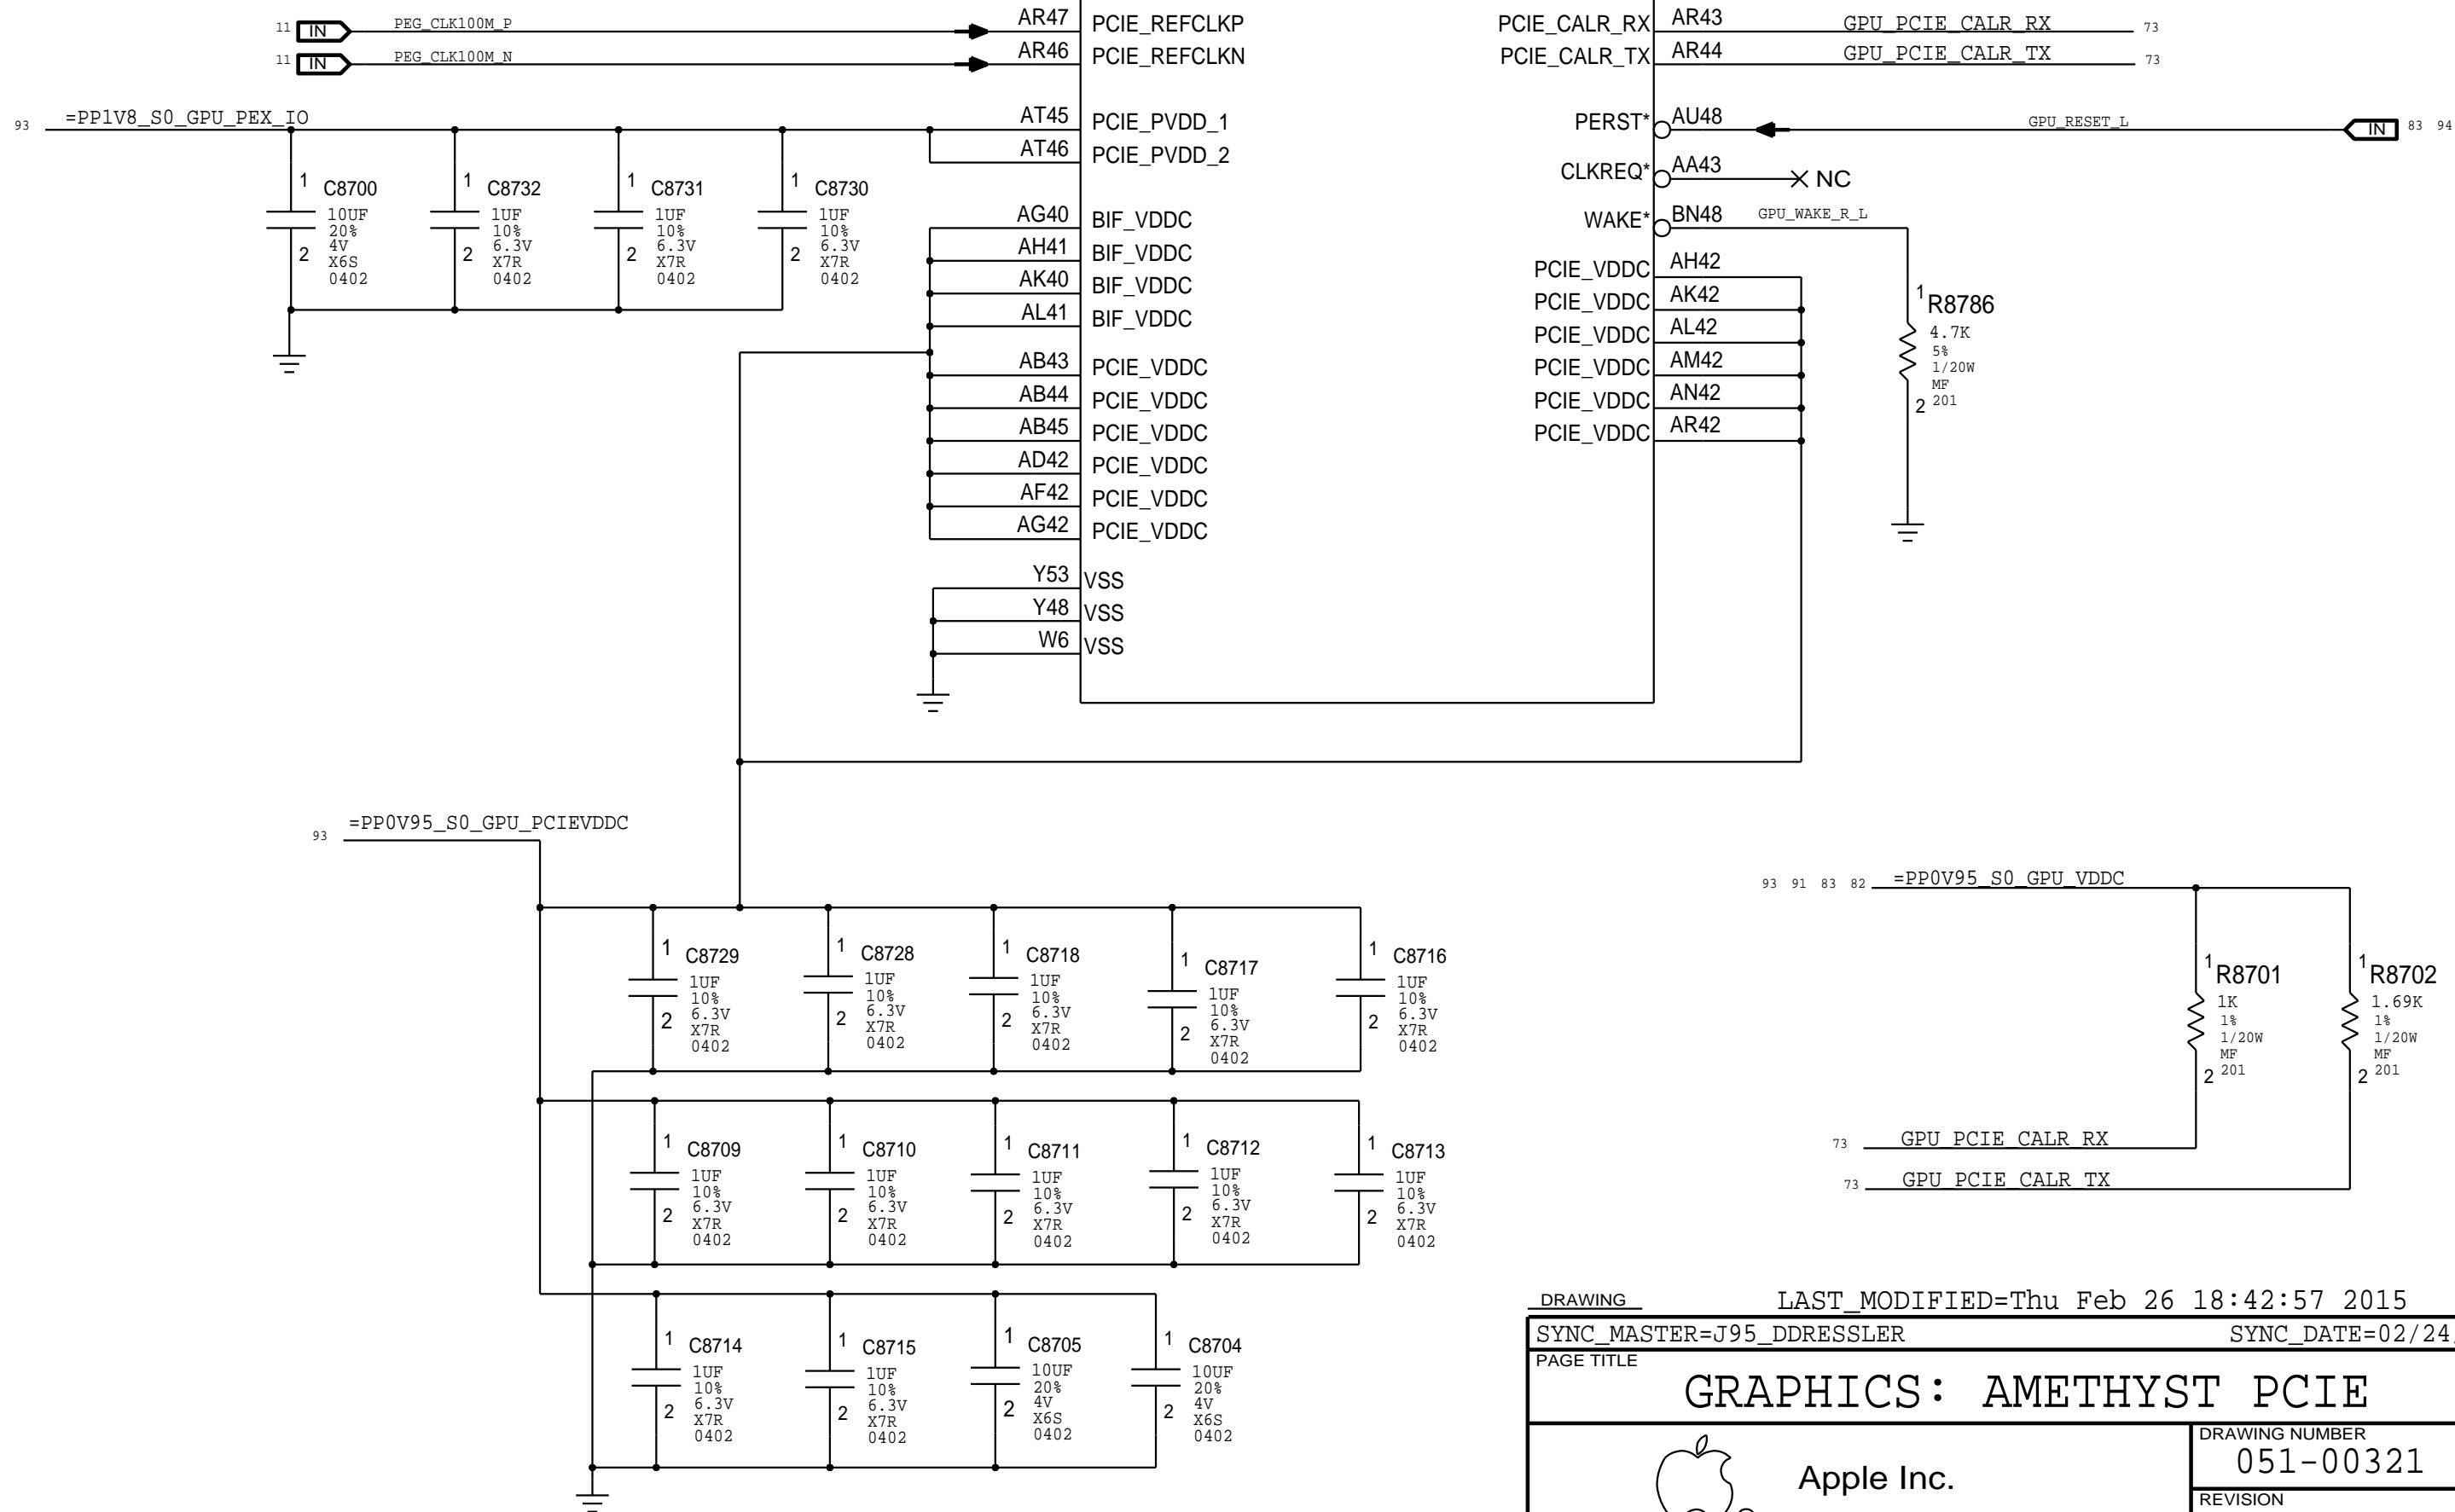 11 IN PEG_CLK100M_P AR47 PCIE_REFCLKP PCIE_CALR_RX AR43 GPU_PCIE_CALR_RX 73
11 IN PEG_CLK100M_N AR46 PCIE_REFCLKN PCIE_CALR_TX AR44 GPU_PCIE_CALR_TX 73
93 =PP1V8_S0_GPU_PEX_IO AT45 PCIE_PVDD_1 PERST* AU48 GPU_RESET_L IN 83 94
AT46 PCIE_PVDD_2 CLKREQ* AA43 NC
AG40 BIF_VDDC WAKE* BN48 GPU_WAKE_R_L
AH41 BIF_VDDC
AK40 BIF_VDDC
AL41 BIF_VDDC
AB43 PCIE_VDDC
AB44 PCIE_VDDC
AB45 PCIE_VDDC
AD42 PCIE_VDDC
AF42 PCIE_VDDC
AG42 PCIE_VDDC
Y53 VSS
Y48 VSS
W6 VSS
PCIE_VDDC AH42
PCIE_VDDC AK42
PCIE_VDDC AL42
PCIE_VDDC AM42
PCIE_VDDC AN42
PCIE_VDDC AR42
1 C8700
10UF
20%
4V
2 X6S
0402
1 C8732
1UF
10%
6.3V
2 X7R
0402
1 C8731
1UF
10%
6.3V
2 X7R
0402
1 C8730
1UF
10%
6.3V
2 X7R
0402
1 R8786
4.7K
5%
1/20W
MF
2 201
93 =PP0V95_S0_GPU_PCIEVDDC
1 C8729
1UF
10%
6.3V
2 X7R
0402
1 C8728
1UF
10%
6.3V
2 X7R
0402
1 C8718
1UF
10%
6.3V
2 X7R
0402
1 C8717
1UF
10%
6.3V
2 X7R
0402
1 C8716
1UF
10%
6.3V
2 X7R
0402
1 C8709
1UF
10%
6.3V
2 X7R
0402
1 C8710
1UF
10%
6.3V
2 X7R
0402
1 C8711
1UF
10%
6.3V
2 X7R
0402
1 C8712
1UF
10%
6.3V
2 X7R
0402
1 C8713
1UF
10%
6.3V
2 X7R
0402
1 C8714
1UF
10%
6.3V
2 X7R
0402
1 C8715
1UF
10%
6.3V
2 X7R
0402
1 C8705
10UF
20%
4V
2 X6S
0402
1 C8704
10UF
20%
4V
2 X6S
0402
93 91 83 82 =PP0V95_S0_GPU_VDDC
1 R8701
1K
1%
1/20W
MF
2 201
1 R8702
1.69K
1%
1/20W
MF
2 201
73 GPU_PCIE_CALR_RX
73 GPU_PCIE_CALR_TX
DRAWING LAST_MODIFIED=Thu Feb 26 18:42:57 2015
SYNC_MASTER=J95_DDRESSLER SYNC_DATE=02/24
PAGE TITLE
GRAPHICS: AMETHYST PCIE
DRAWING NUMBER
051-00321
Apple Inc.
REVISION